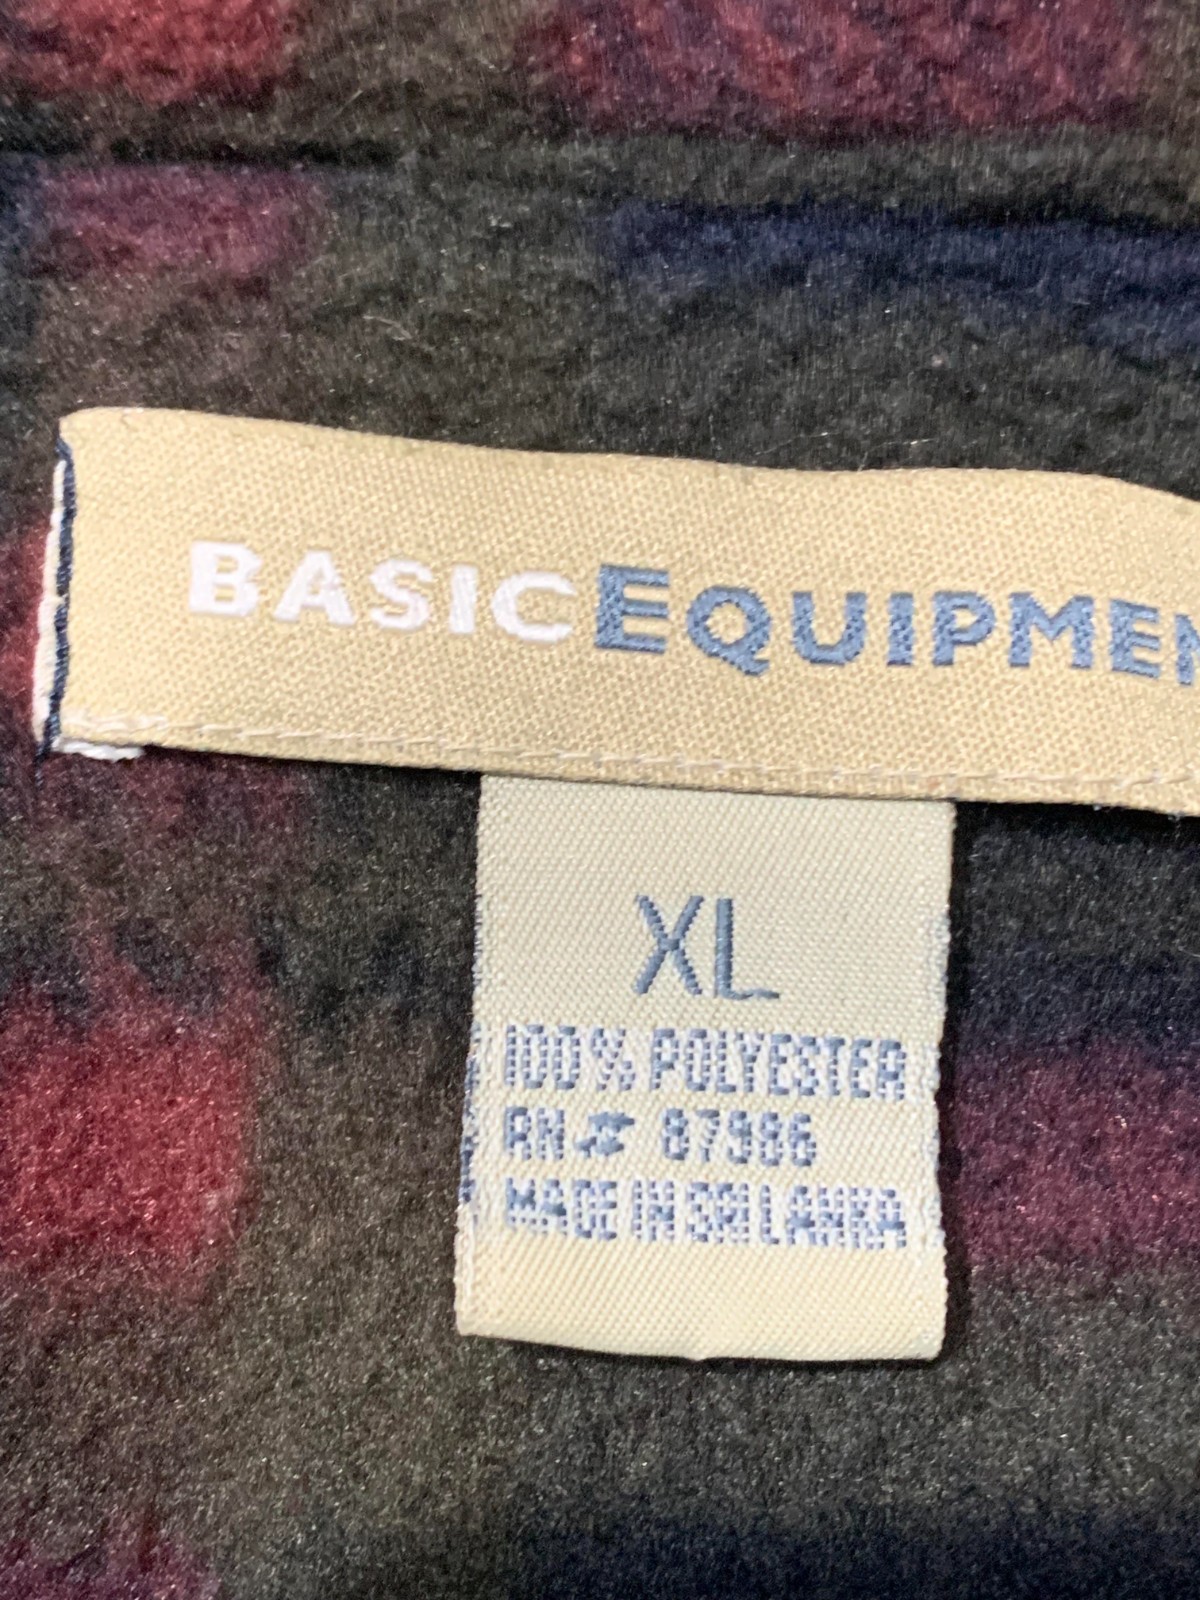 BASICEQUIPMEN
XL
100% POLYESTER
RN# 87986
MADE IN SRI LANKA